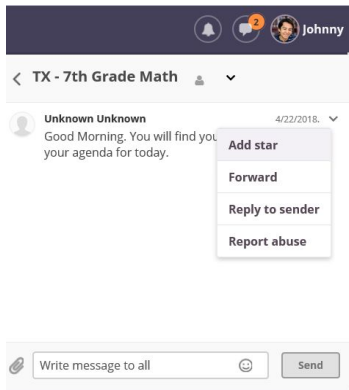 2
Johnny
TX - 7th Grade Math
Unknown Unknown 4/22/2018.
Good Morning. You will find you
your agenda for today.
Add star
Forward
Reply to sender
Report abuse
Write message to all
Send